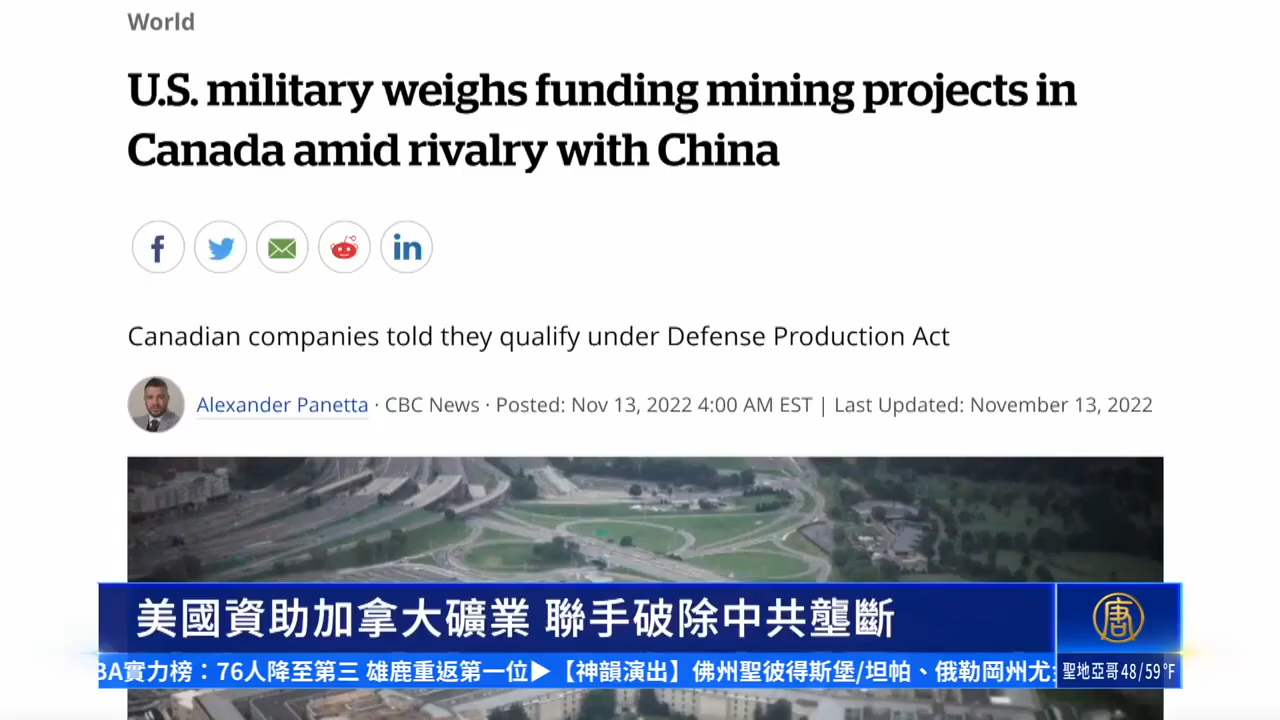 World
U.S. military weighs funding mining projects in
Canada amid rivalry with China
Canadian companies told they qualify under Defense Production Act
Alexander Panetta · CBC News · Posted: Nov 13, 2022 4:00 AM EST | Last Updated: November 13, 2022
美國資助加拿大礦業 聯手破除中共壟斷
唐
BA實力榜：76人降至第三 雄鹿重返第一位▶【神韻演出】佛州聖彼得斯堡/坦帕、俄勒岡州尤
聖地亞哥48/59°F